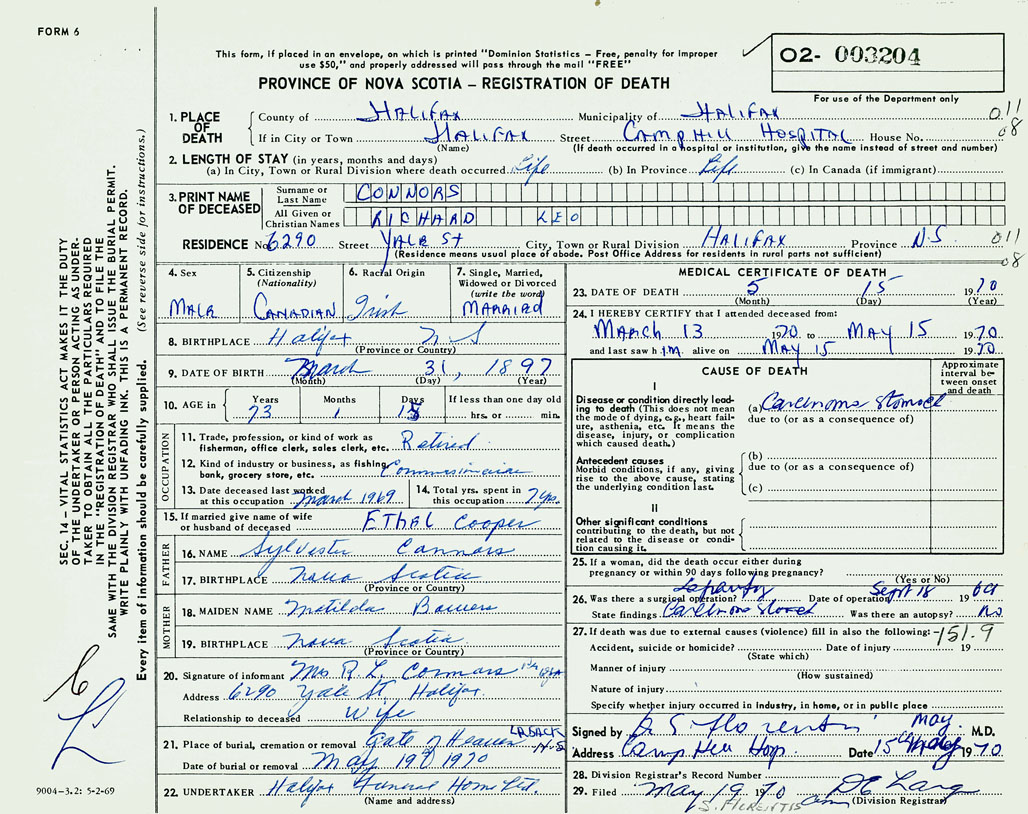 FORM 6
This form, if placed in an envelope, on which is printed "Dominion Statistics – Free, penalty for improper
use $50," and properly addressed will pass through the mail "FREE"
PROVINCE OF NOVA SCOTIA – REGISTRATION OF DEATH
02- 003204
For use of the Department only
SEC. 14 – VITAL STATISTICS ACT MAKES IT THE DUTY
OF THE UNDERTAKER OR PERSON ACTING AS UNDER-
TAKER TO OBTAIN ALL THE PARTICULARS REQUIRED
IN THE "REGISTRATION OF DEATH" AND TO FILE THE
SAME WITH THE DIVISION REGISTRAR WHO SHALL ISSUE THE BURIAL PERMIT.
WRITE PLAINLY WITH UNFADING INK. THIS IS A PERMANENT RECORD.
Every item of information should be carefully supplied. (See reverse side for instructions.)
1. PLACE OF DEATH
County of HALIFAX Municipality of HALIFAX 011
If in City or Town HALIFAX Street CAMP HILL HOSPITAL House No. 08
(Name) (If death occurred in a hospital or institution, give the name instead of street and number)
2. LENGTH OF STAY (in years, months and days)
(a) In City, Town or Rural Division where death occurred Life (b) In Province Life (c) In Canada (if immigrant)
3. PRINT NAME OF DECEASED
Surname or Last Name CONNORS
All Given or Christian Names RICHARD LEO
RESIDENCE No. 6290 Street YALE ST City, Town or Rural Division HALIFAX Province N.S. 011
(Residence means usual place of abode. Post Office Address for residents in rural parts not sufficient) 08
4. Sex MALE
5. Citizenship (Nationality) CANADIAN
6. Racial Origin Irish
7. Single, Married, Widowed or Divorced (write the word) MARRIED
8. BIRTHPLACE Halifax N S
(Province or Country)
9. DATE OF BIRTH March 31, 1897
(Month) (Day) (Year)
10. AGE in Years 73 Months 1 Days If less than one day old hrs. or min.
OCCUPATION
11. Trade, profession, or kind of work as
fisherman, office clerk, sales clerk, etc. Retired
12. Kind of industry or business, as fishing,
bank, grocery store, etc. Commissionaire
13. Date deceased last worked
at this occupation March 1969
14. Total yrs. spent in
this occupation 7 yrs.
15. If married give name of wife
or husband of deceased ETHEL Cooper
FATHER
16. NAME Sylvester Connors
17. BIRTHPLACE Nova Scotia
(Province or Country)
MOTHER
18. MAIDEN NAME Matilda Bowers
19. BIRTHPLACE Nova Scotia
(Province or Country)
20. Signature of informant Mrs R. L. Connors
Address 6290 Yale St, Halifax.
Relationship to deceased Wife
21. Place of burial, cremation or removal Gate of Heaven N.S.
Date of burial or removal May 19 1970
22. UNDERTAKER Halifax Funeral Home Ltd.
(Name and address)
9004-3.2: 5-2-69
MEDICAL CERTIFICATE OF DEATH
23. DATE OF DEATH 5 15 1970
(Month) (Day) (Year)
24. I HEREBY CERTIFY that I attended deceased from:
MARCH 13 1970 to MAY 15 1970
and last saw him alive on MAY 15 1970
CAUSE OF DEATH
Approximate interval between onset and death
I
Disease or condition directly lead-
ing to death (This does not mean
the mode of dying, e.g., heart fail-
ure, asthenia, etc. It means the
disease, injury, or complication
which caused death.)
(a) Carcinoma Stomach
due to (or as a consequence of)
Antecedent causes
Morbid conditions, if any, giving
rise to the above cause, stating
the underlying condition last.
(b)
due to (or as a consequence of)
(c)
II
Other significant conditions
contributing to the death, but not
related to the disease or condi-
tion causing it.
25. If a woman, did the death occur either during
pregnancy or within 90 days following pregnancy?
(Yes or No)
26. Was there a surgical operation? Date of operation Sept 18 19
State findings Carcinoma Was there an autopsy? No
27. If death was due to external causes (violence) fill in also the following: 151.9
Accident, suicide or homicide? Date of injury 19
(State which)
Manner of injury
(How sustained)
Nature of injury
Specify whether injury occurred in industry, in home, or in public place
Signed by M.D.
Address Camp Hill Hosp. Date 15 May 1970
28. Division Registrar's Record Number
29. Filed May 19 1970
(Division Registrar)